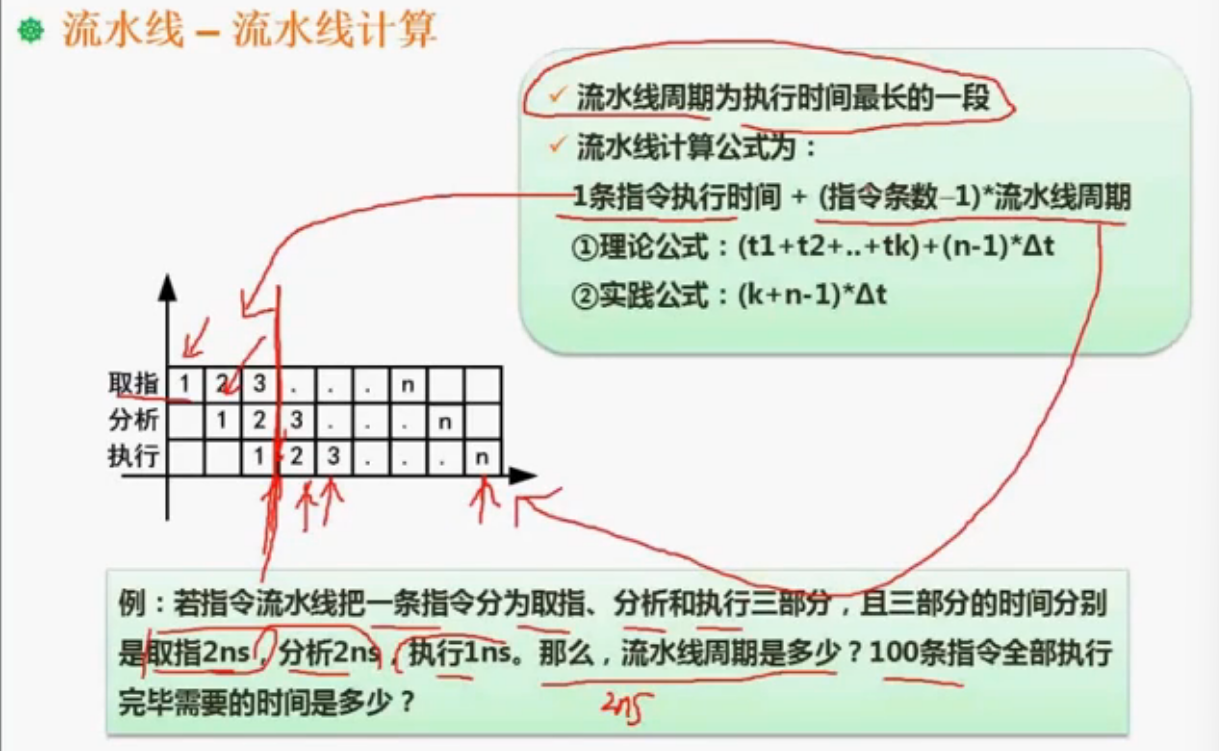 流水线 – 流水线计算
✓ 流水线周期为执行时间最长的一段
✓ 流水线计算公式为：
1条指令执行时间 + (指令条数–1)*流水线周期
①理论公式：(t1+t2+..+tk)+(n-1)*Δt
②实践公式：(k+n-1)*Δt
取指 1 2 3 . . . n
分析 1 2 3 . . . n
执行 1 2 3 . . . n
例：若指令流水线把一条指令分为取指、分析和执行三部分，且三部分的时间分别
是取指2ns，分析2ns，执行1ns。那么，流水线周期是多少？100条指令全部执行
完毕需要的时间是多少？
2ns